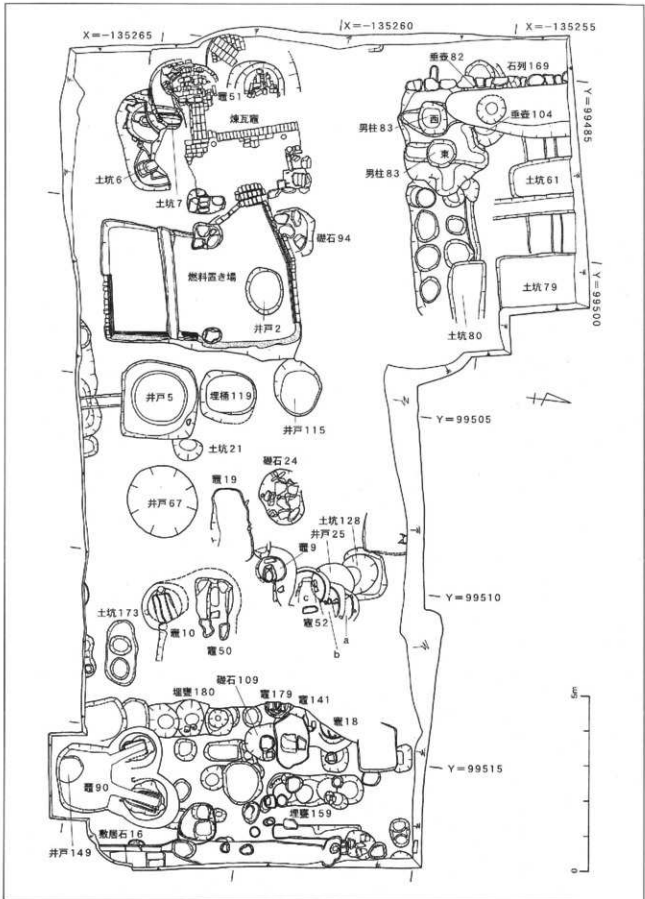 X=-135265
X=-135260
X=-135255
垂壺82
石列169
竈51
煉瓦竈
男柱83
西
垂壺104
Y=99485
東
土坑6
土坑7
男柱83
土坑61
礎石94
燃料置き場
井戸2
土坑79
Y=99500
土坑80
井戸5
埋桶119
井戸115
Y=99505
土坑21
竈19
礎石24
井戸67
土坑128
井戸25
竈9
Y=99510
c
竈52
a
b
土坑173
竈10
竈50
礎石109
埋甕180
竈179
竈141
竈18
Y=99515
竈90
埋甕159
敷居石16
井戸149
0
5m